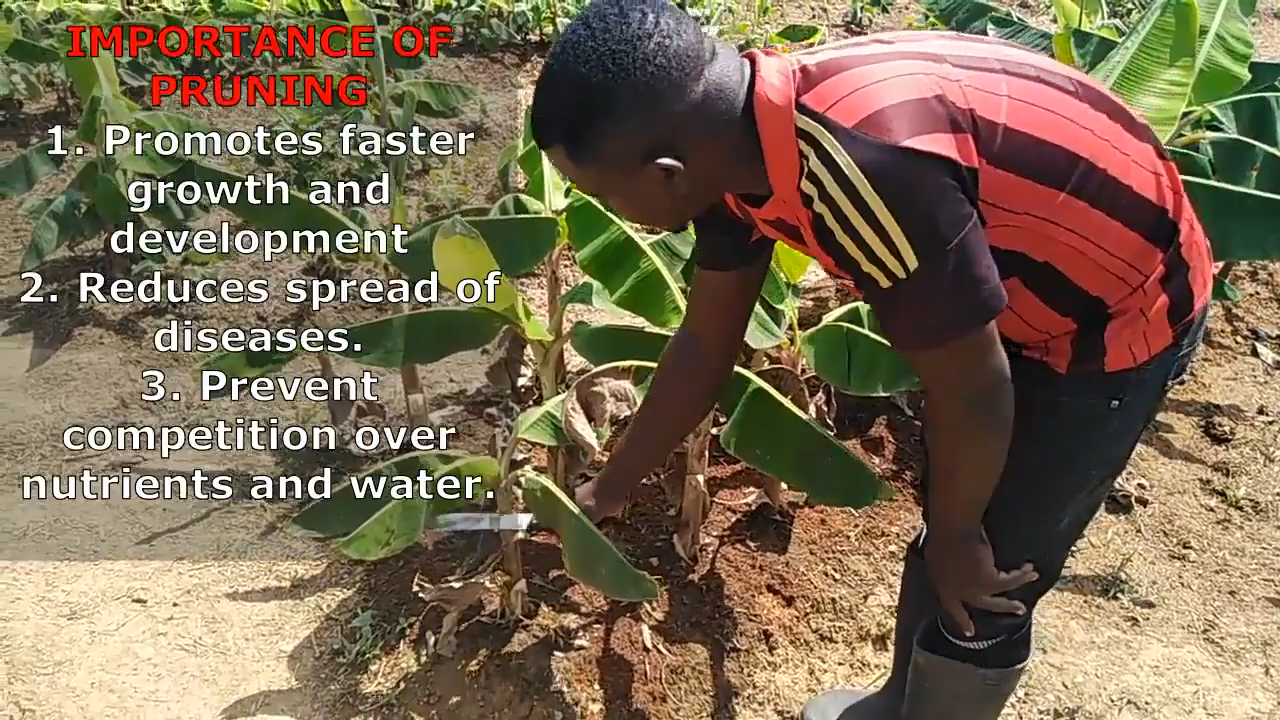 IMPORTANCE OF
PRUNING
1. Promotes faster
growth and
development
2. Reduces spread of
diseases.
3. Prevent
competition over
nutrients and water.